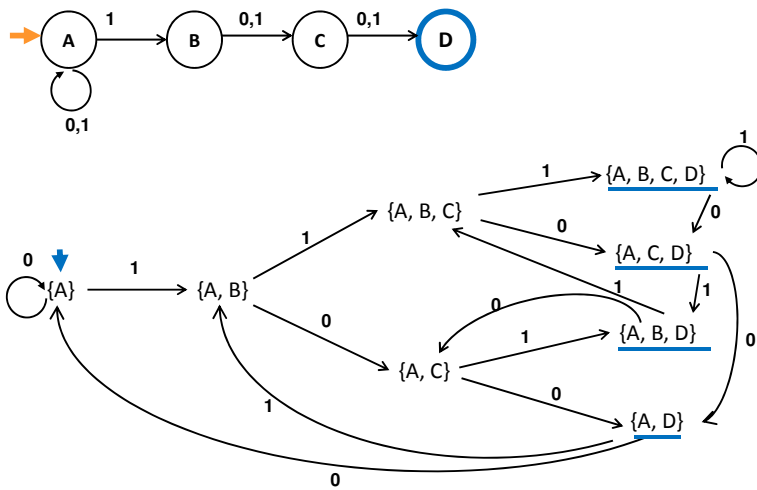 1
0,1
0,1
A
B
C
D
0,1
1
1
{A, B, C, D}
{A, B, C}
0
1
0
{A, C, D}
0
1
{A}
{A, B}
1
1
0
0
1
{A, B, D}
0
{A, C}
0
1
{A, D}
0